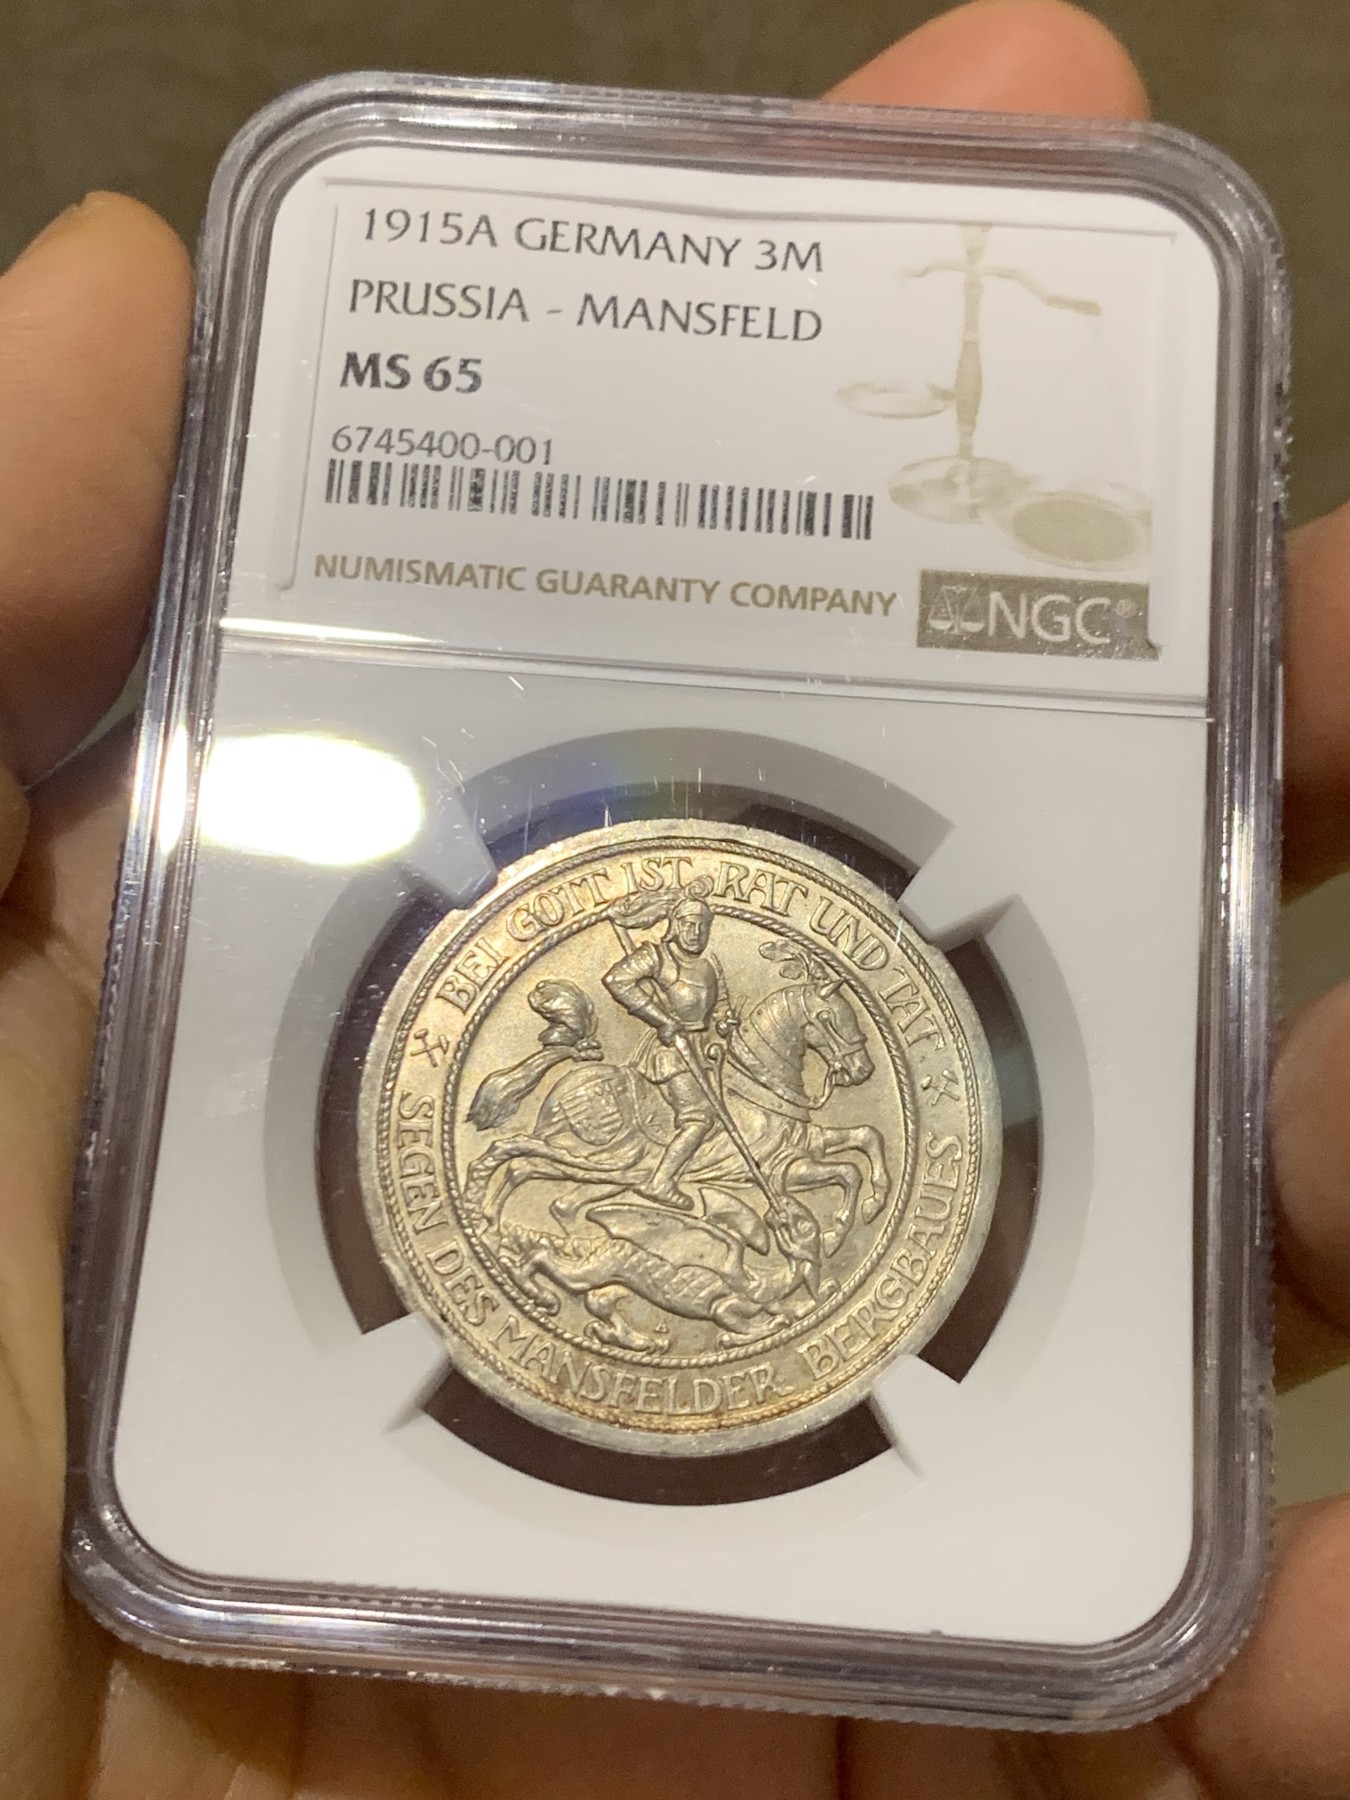 1915A GERMANY 3M
PRUSSIA - MANSFELD
MS 65
6745400-001
NUMISMATIC GUARANTY COMPANY
NGC®
BEI GOTT IST RAT UND TAT
SEGEN DES MANSFELDER BERGBAUES
A